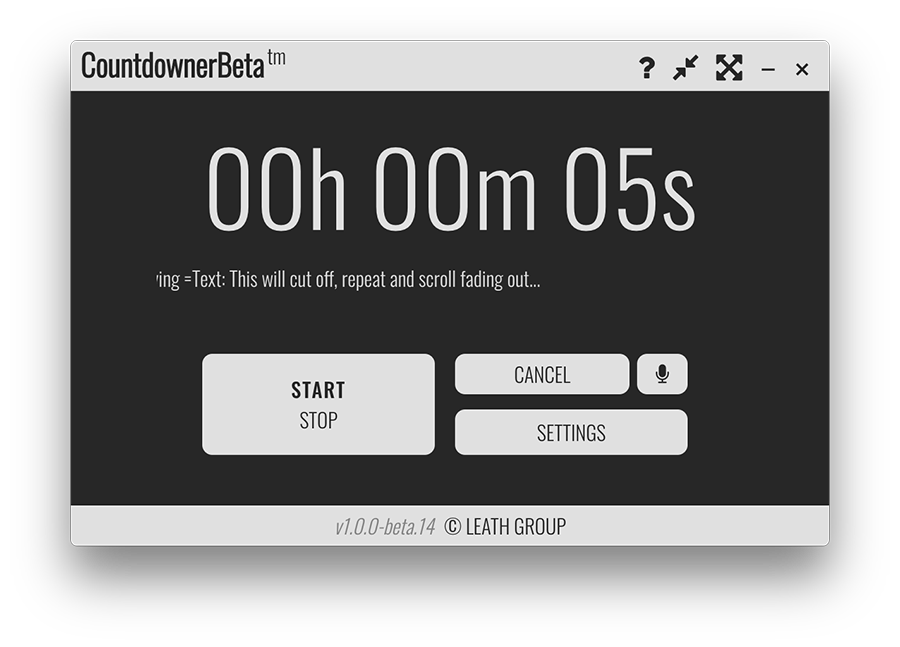 CountdownerBeta tm
? – ×
00h 00m 05s
ing =Text: This will cut off, repeat and scroll fading out...
START
STOP
CANCEL
SETTINGS
v1.0.0-beta.14 © LEATH GROUP